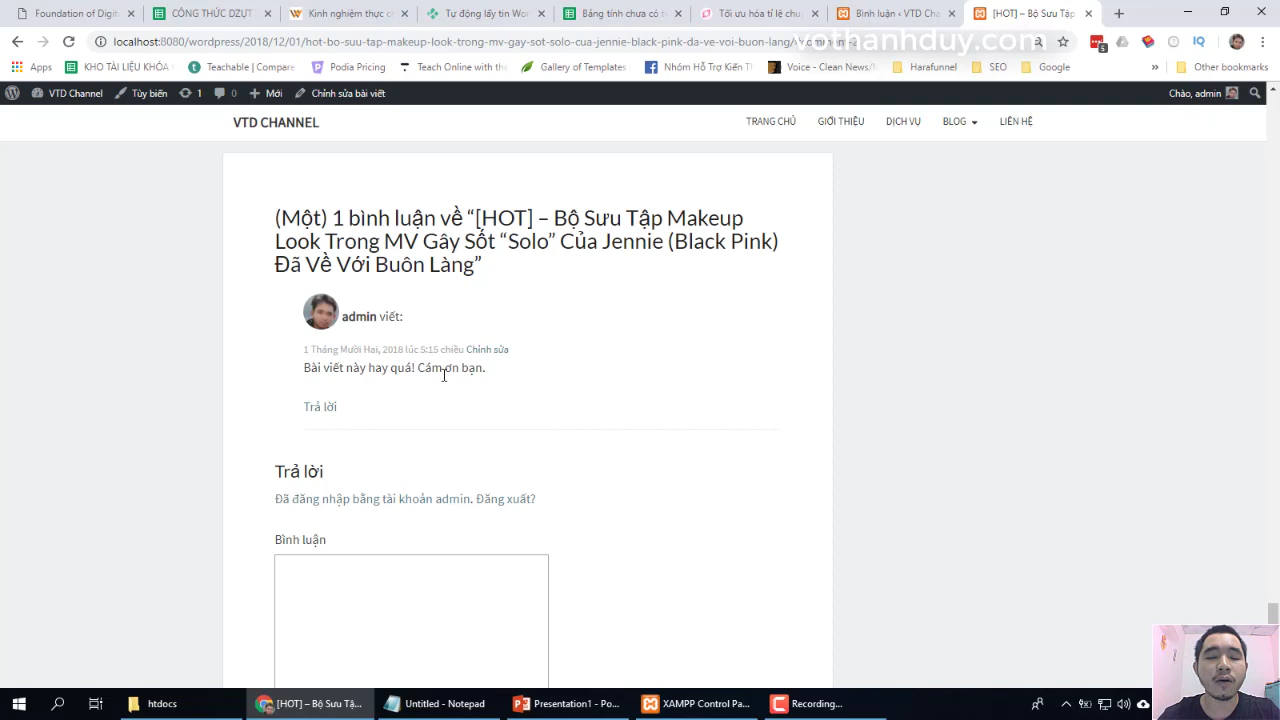 Foundation of Digit
CÔNG THỨC DZỰT
Kinh nghiệm thực c
Tự động lấy tin Wor
Bảng tính chưa có t
Tối ưu hóa tỉ lệ chu
Bình luận ‹ VTD Cha
[HOT] – Bộ Sưu Tập
localhost:8080/wordpress/2018/12/01/hot-bo-suu-tap-makeup-look-trong-mv-gay-sot-solo-cua-jennie-black-pink-da-ve-voi-buon-lang/
vothanhduy.com
Apps
KHO TÀI LIỆU KHÓA
Teachable | Compare
Podia Pricing
Teach Online with the
Gallery of Templates
Nhóm Hỗ Trợ Kiến T
Voice - Clean News/
Harafunnel
SEO
Google
»
Other bookmarks
VTD Channel
Tùy biến
1
0
Mới
Chỉnh sửa bài viết
Chào, admin
VTD CHANNEL
TRANG CHỦ
GIỚI THIỆU
DỊCH VỤ
BLOG
LIÊN HỆ
(Một) 1 bình luận về “[HOT] – Bộ Sưu Tập Makeup
Look Trong MV Gây Sốt “Solo” Của Jennie (Black Pink)
Đã Về Với Buôn Làng”
admin viết:
1 Tháng Mười Hai, 2018 lúc 5:15 chiều Chỉnh sửa
Bài viết này hay quá! Cám ơn bạn.
Trả lời
Trả lời
Đã đăng nhập bằng tài khoản admin. Đăng xuất?
Bình luận
htdocs
[HOT] – Bộ Sưu Tậ...
Untitled - Notepad
Presentation1 - Po...
XAMPP Control Pa...
Recording...